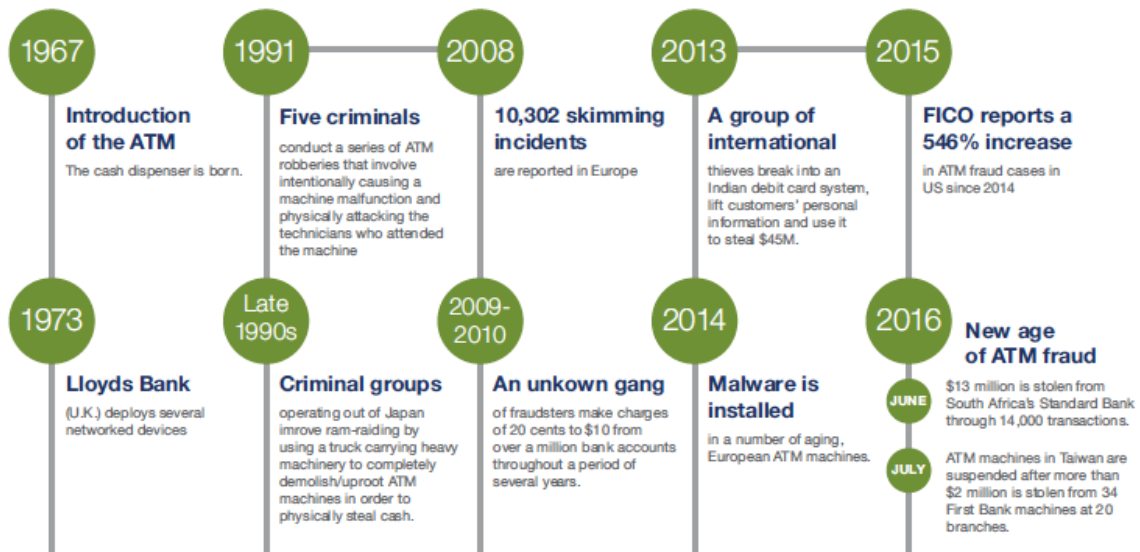 1967
Introduction
of the ATM
The cash dispenser is born.
1973
Lloyds Bank
(U.K.) deploys several
networked devices
1991
Five criminals
conduct a series of ATM
robberies that involve
intentionally causing a
machine malfunction and
physically attacking the
technicians who attended
the machine
Late
1990s
Criminal groups
operating out of Japan
imrove ram-raiding by
using a truck carrying heavy
machinery to completely
demolish/uproot ATM
machines in order to
physically steal cash.
2008
10,302 skimming
incidents
are reported in Europe
2009-
2010
An unkown gang
of fraudsters make charges
of 20 cents to $10 from
over a million bank accounts
throughout a period of
several years.
2013
A group of
international
thieves break into an
Indian debit card system,
lift customers' personal
information and use it
to steal $45M.
2014
Malware is
installed
in a number of aging,
European ATM machines.
2015
FICO reports a
546% increase
in ATM fraud cases in
US since 2014
2016
New age
of ATM fraud
JUNE
$13 million is stolen from
South Africa's Standard Bank
through 14,000 transactions.
JULY
ATM machines in Taiwan are
suspended after more than
$2 million is stolen from 34
First Bank machines at 20
branches.